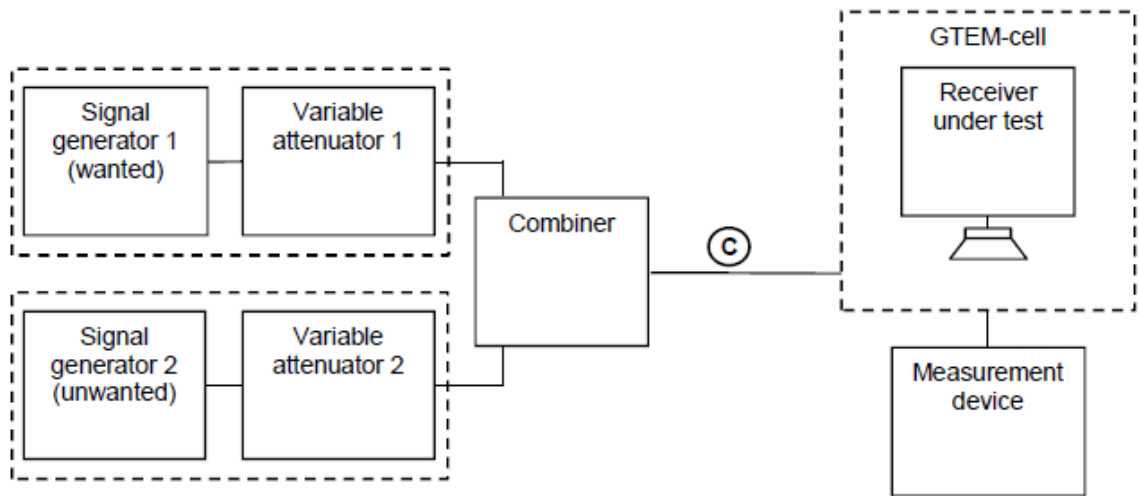 GTEM-cell
Signal
generator 1
(wanted)
Variable
attenuator 1
Receiver
under test
Combiner
C
Signal
generator 2
(unwanted)
Variable
attenuator 2
Measurement
device